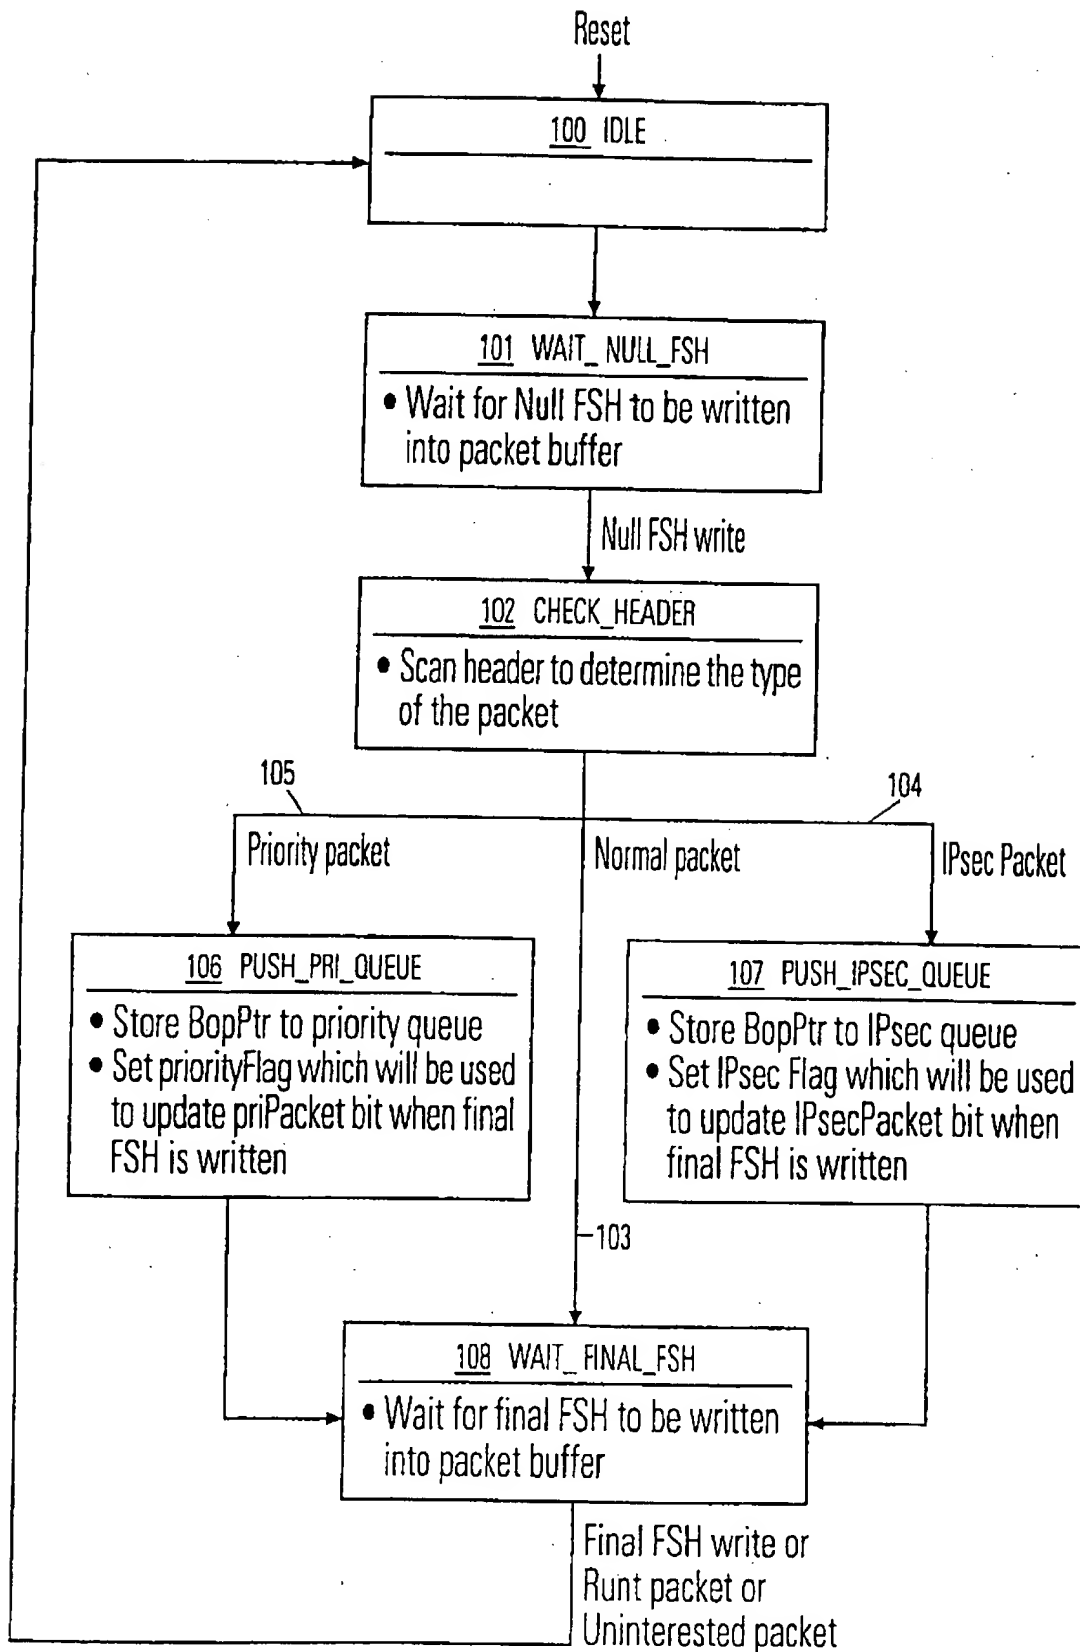 Reset
100 IDLE
101 WAIT_NULL_FSH
• Wait for Null FSH to be written
into packet buffer
Null FSH write
102 CHECK_HEADER
• Scan header to determine the type
of the packet
105
104
Priority packet
Normal packet
IPsec Packet
106 PUSH_PRI_QUEUE
• Store BopPtr to priority queue
• Set priorityFlag which will be used
to update priPacket bit when final
FSH is written
107 PUSH_IPSEC_QUEUE
• Store BopPtr to IPsec queue
• Set IPsec Flag which will be used
to update IPsecPacket bit when
final FSH is written
103
108 WAIT_FINAL_FSH
• Wait for final FSH to be written
into packet buffer
Final FSH write or
Runt packet or
Uninterested packet